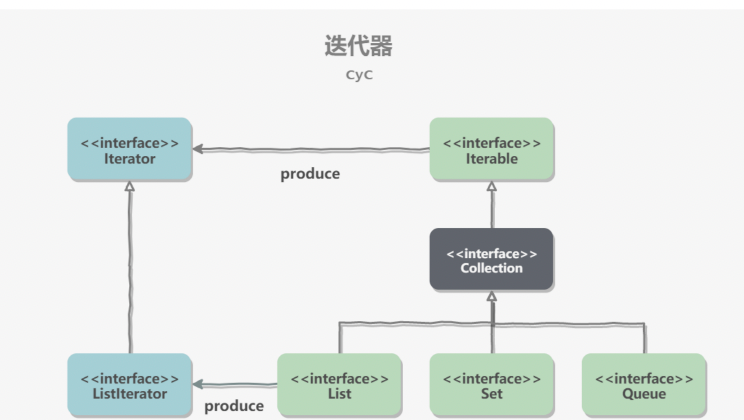 迭代器
CyC
<<interface>>
Iterator
<<interface>>
Iterable
produce
<<interface>>
Collection
<<interface>>
ListIterator
produce
<<interface>>
List
<<interface>>
Set
<<interface>>
Queue